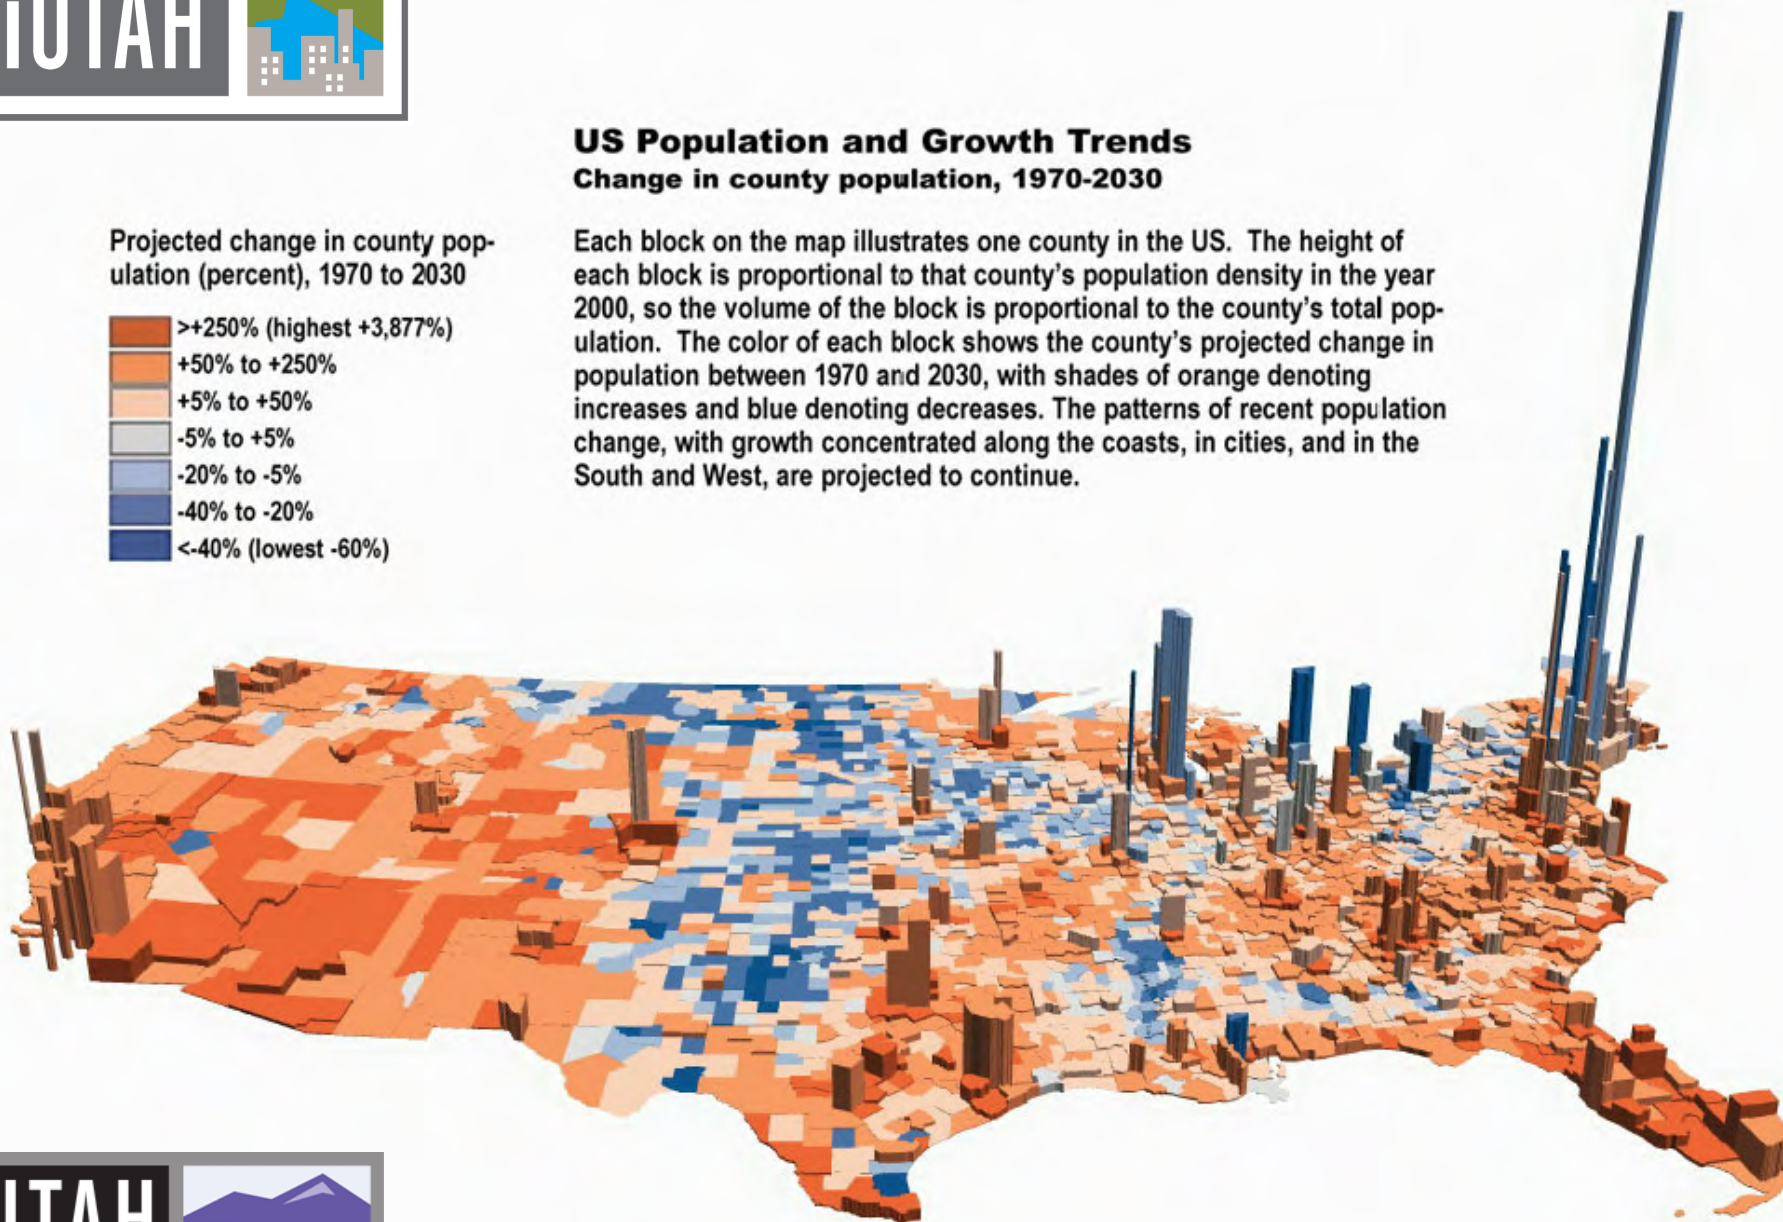 iUTAH
US Population and Growth Trends
Change in county population, 1970-2030
Projected change in county pop-
ulation (percent), 1970 to 2030
>+250% (highest +3,877%)
+50% to +250%
+5% to +50%
-5% to +5%
-20% to -5%
-40% to -20%
<-40% (lowest -60%)
Each block on the map illustrates one county in the US. The height of
each block is proportional to that county's population density in the year
2000, so the volume of the block is proportional to the county's total pop-
ulation. The color of each block shows the county's projected change in
population between 1970 and 2030, with shades of orange denoting
increases and blue denoting decreases. The patterns of recent population
change, with growth concentrated along the coasts, in cities, and in the
South and West, are projected to continue.
UTAH